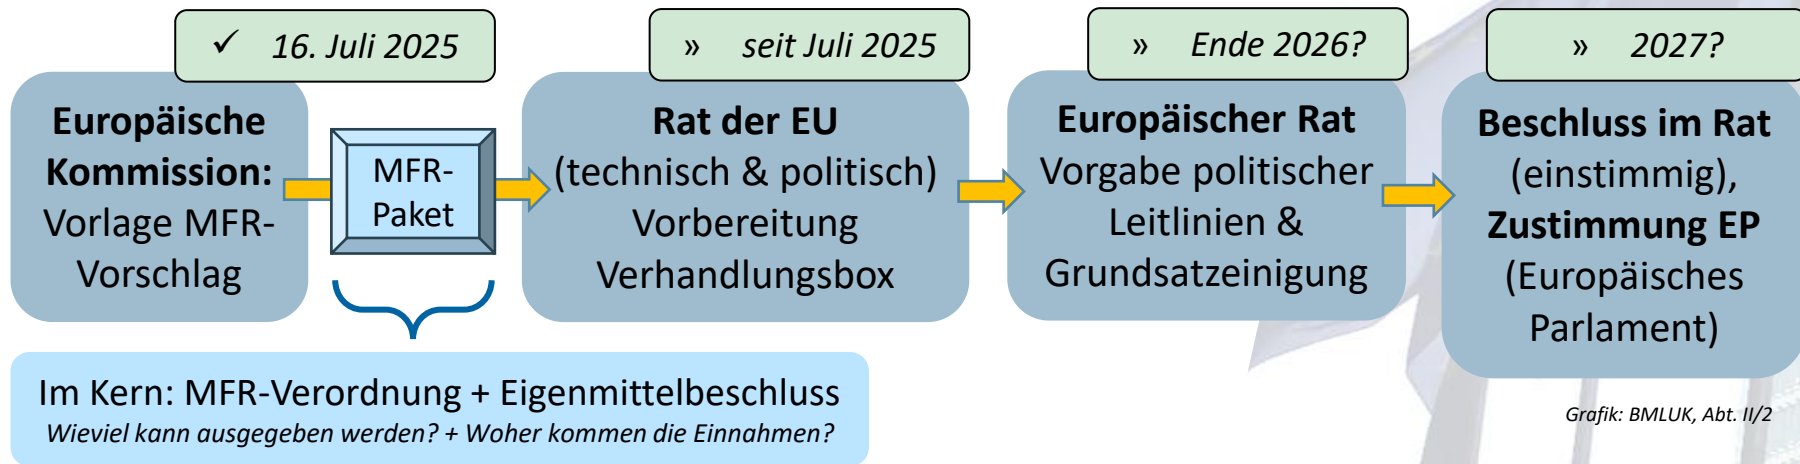 ✓ 16. Juli 2025
Europäische
Kommission:
Vorlage MFR-
Vorschlag
MFR-
Paket
» seit Juli 2025
Rat der EU
(technisch & politisch)
Vorbereitung
Verhandlungsbox
» Ende 2026?
Europäischer Rat
Vorgabe politischer
Leitlinien &
Grundsatzeinigung
» 2027?
Beschluss im Rat
(einstimmig),
Zustimmung EP
(Europäisches
Parlament)
Im Kern: MFR-Verordnung + Eigenmittelbeschluss
Wieviel kann ausgegeben werden? + Woher kommen die Einnahmen?
Grafik: BMLUK, Abt. II/2